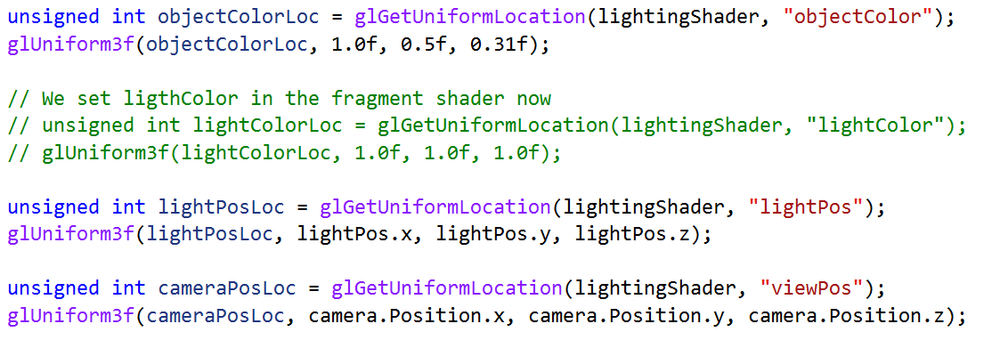 unsigned int objectColorLoc = glGetUniformLocation(lightingShader, "objectColor");
glUniform3f(objectColorLoc, 1.0f, 0.5f, 0.31f);
// We set ligthColor in the fragment shader now
// unsigned int lightColorLoc = glGetUniformLocation(lightingShader, "lightColor");
// glUniform3f(lightColorLoc, 1.0f, 1.0f, 1.0f);
unsigned int lightPosLoc = glGetUniformLocation(lightingShader, "lightPos");
glUniform3f(lightPosLoc, lightPos.x, lightPos.y, lightPos.z);
unsigned int cameraPosLoc = glGetUniformLocation(lightingShader, "viewPos");
glUniform3f(cameraPosLoc, camera.Position.x, camera.Position.y, camera.Position.z);